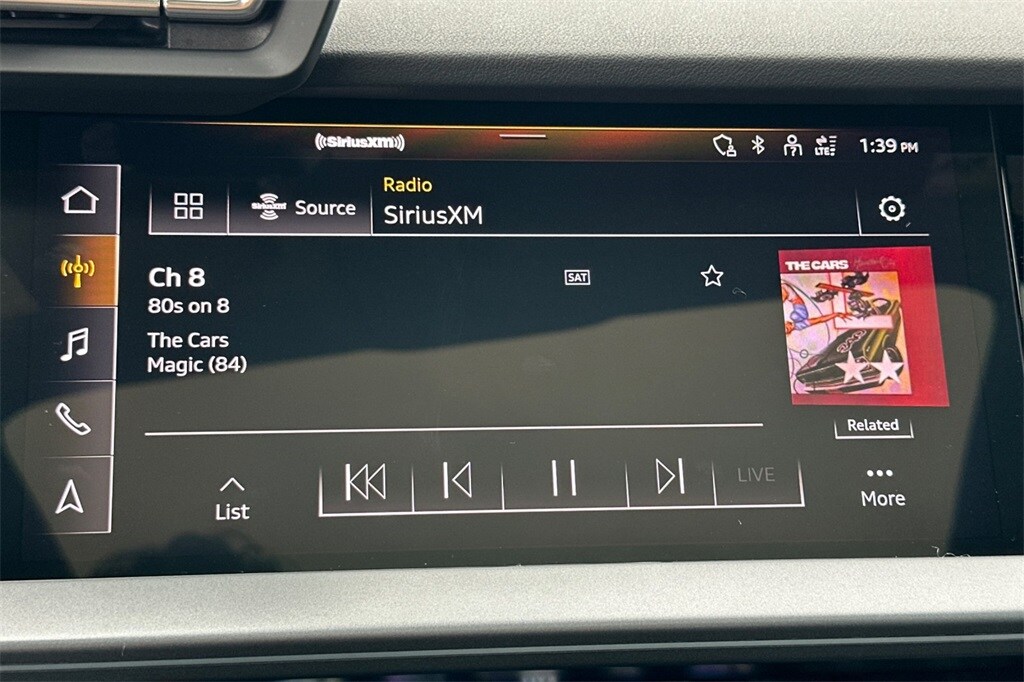 SiriusXM
LTE
1:39 PM
SiriusXM
Source
Radio
SiriusXM
Ch 8
SAT
80s on 8
The Cars
Magic (84)
THE CARS
Related
LIVE
List
More